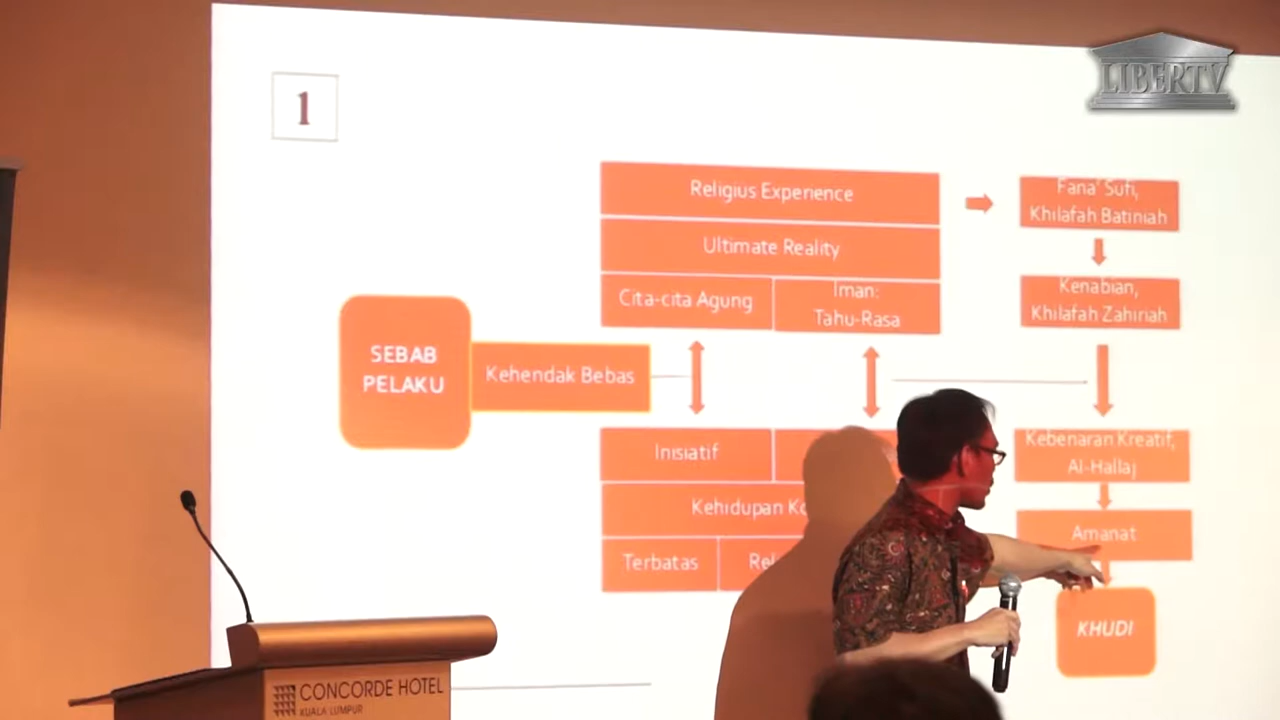 LIBERTV
1
Religius Experience
Ultimate Reality
Cita-cita Agung
Iman:
Tahu-Rasa
Fana' Sufi,
Khilafah Batiniah
Kenabian,
Khilafah Zahiriah
SEBAB
PELAKU
Kehendak Bebas
Inisiatif
Kehidupan
Terbatas
Kebenaran Kreatif,
Al-Hallaj
Amanat
KHUDI
CONCORDE HOTEL
KUALA LUMPUR